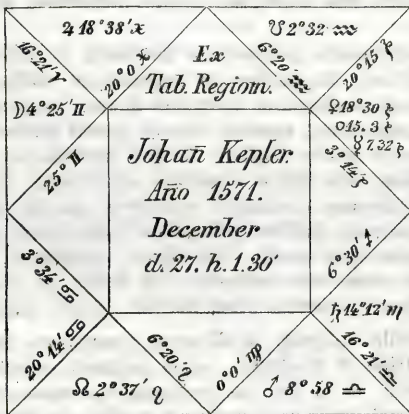 ♃ 18°38' ♓
☋ 2°32 ♒
16°21' ♈
20°0 ♓
Ex
Tab. Regiom.
6°20' ♒
20°15 ♑
☽ 4°25' ♊
♀ 18°30 ♑
☉ 15.3 ♑
☿ 7.32 ♑
3°14' ♑
25° ♊
Johañ Kepler.
Año 1571.
December
d. 27. h. 1.30'
3°34' ♋
6°30' ♐
20°14' ♋
♄ 14°12' ♏
16°21' ♎
6°20' ♌
0°0' ♍
☊ 2°37' ♌
♂ 8°58 ♎